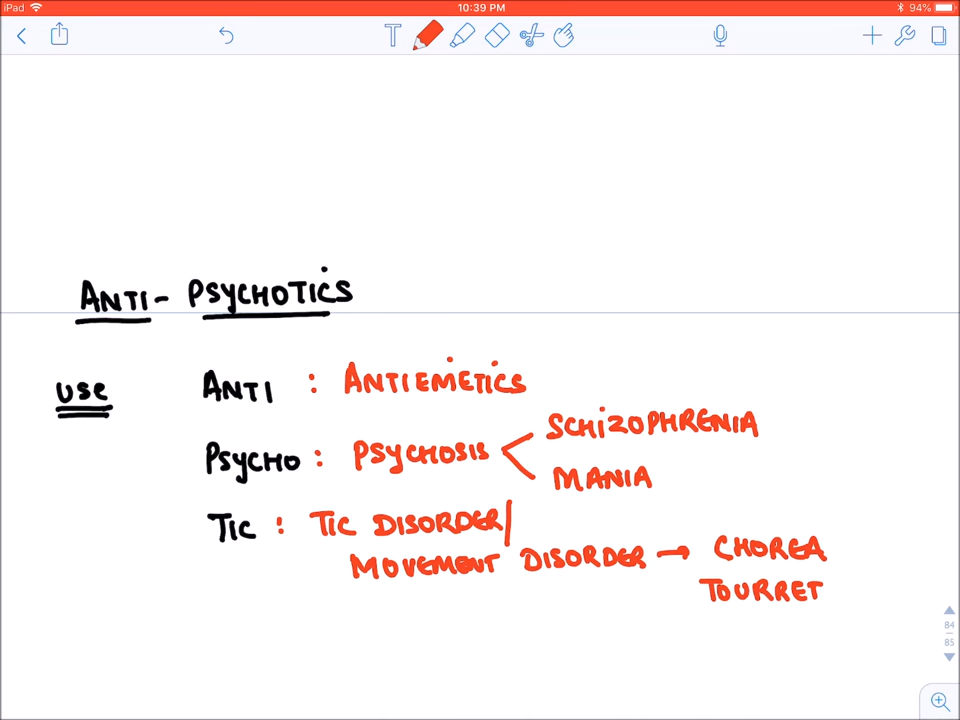 iPad 10:39 PM 94%
T
ANTI- PSYCHOTICS
USE ANTI : ANTIEMETICS
PSYCHO : PSYCHOSIS < SCHIZOPHRENIA
MANIA
TIC : TIC DISORDER/
MOVEMENT DISORDER → CHOREA
TOURRET
84
85